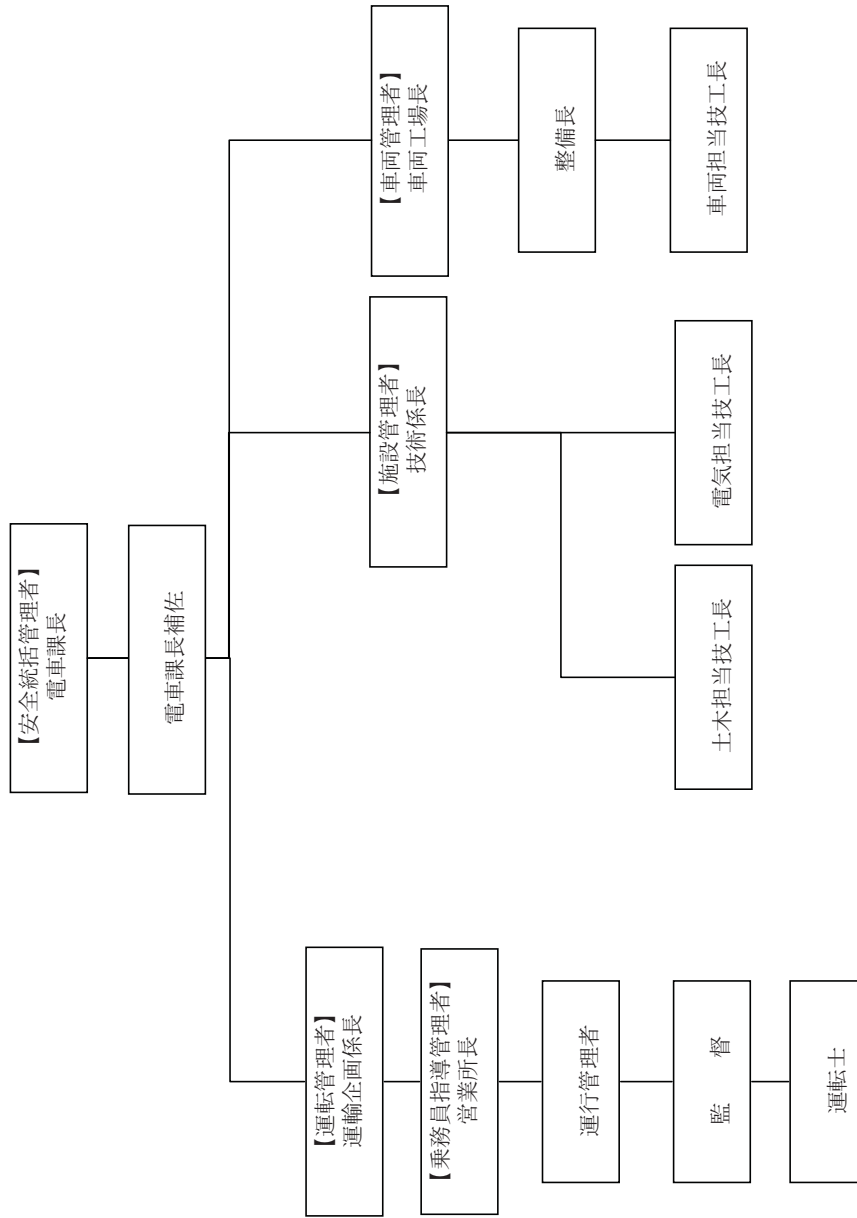 【安全統括管理者】
電車課長
電車課長補佐
【運転管理者】
運輸企画係長
【乗務員指導管理者】
営業所長
運行管理者
監　督
運転士
【施設管理者】
技術係長
土木担当技工長
電気担当技工長
【車両管理者】
車両工場長
整備長
車両担当技工長